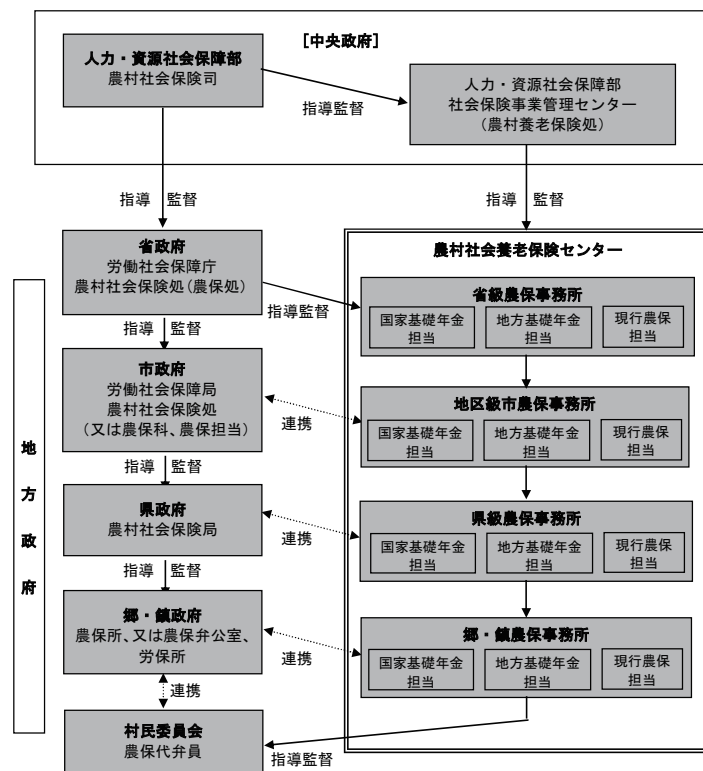 [中央政府]
人力・資源社会保障部
農村社会保険司
指導監督
人力・資源社会保障部
社会保険事業管理センター
(農村養老保険処)
指導 監督
指導 監督
省政府
労働社会保障庁
農村社会保険処(農保処)
指導監督
指導 監督
市政府
労働社会保障局
農村社会保険処
(又は農保科、農保担当)
連携
指導 監督
県政府
農村社会保険局
連携
指導 監督
郷・鎮政府
農保所、又は農保弁公室、
労保所
連携
連携
村民委員会
農保代弁員
指導監督
地方政府
農村社会養老保険センター
省級農保事務所
国家基礎年金
担当
地方基礎年金
担当
現行農保
担当
地区級市農保事務所
国家基礎年金
担当
地方基礎年金
担当
現行農保
担当
県級農保事務所
国家基礎年金
担当
地方基礎年金
担当
現行農保
担当
郷・鎮農保事務所
国家基礎年金
担当
地方基礎年金
担当
現行農保
担当